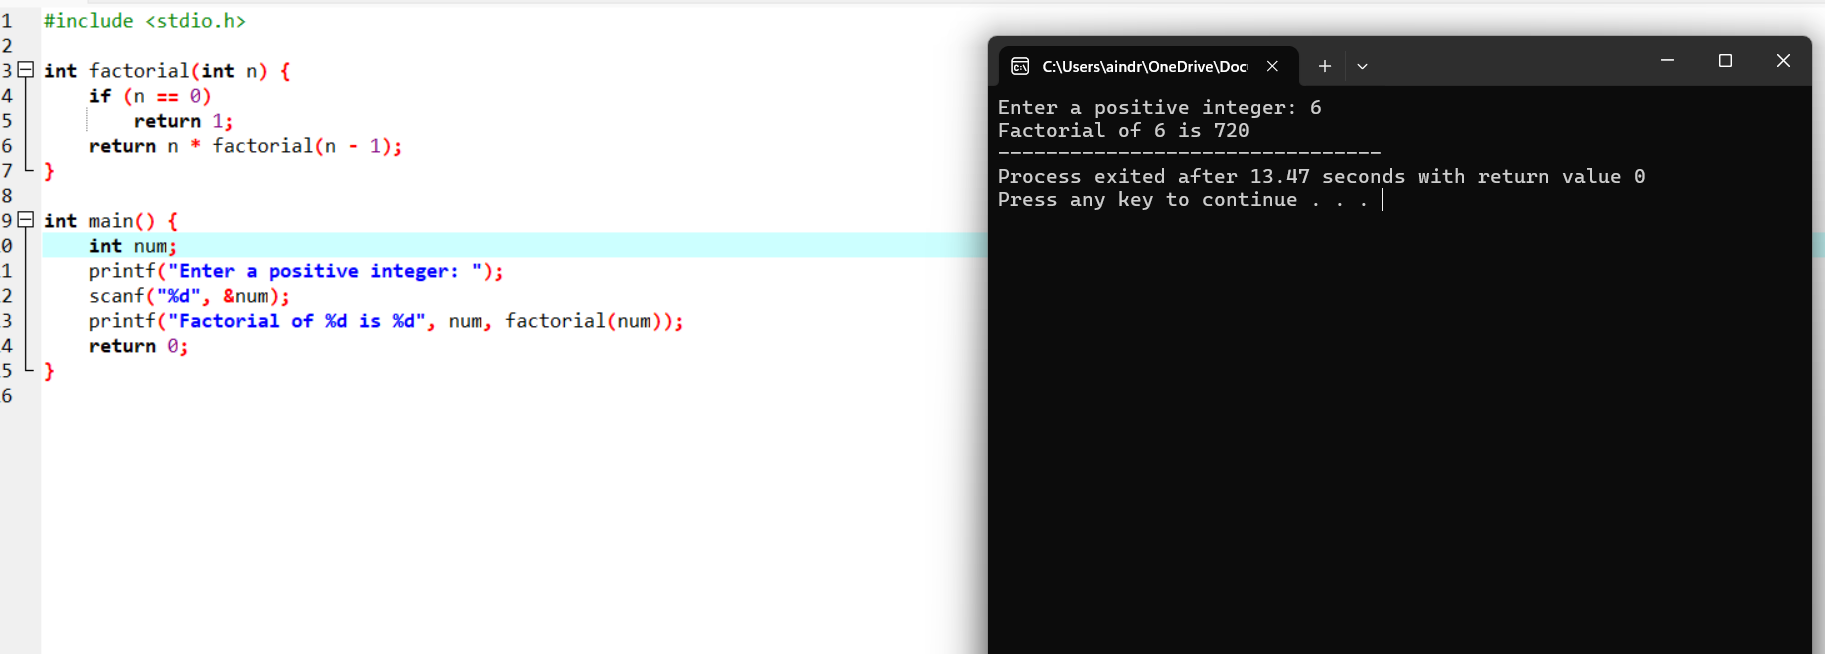 1 #include <stdio.h>
2
3 int factorial(int n) {
4     if (n == 0)
5         return 1;
6     return n * factorial(n - 1);
7 }
8
9 int main() {
0     int num;
1     printf("Enter a positive integer: ");
2     scanf("%d", &num);
3     printf("Factorial of %d is %d", num, factorial(num));
4     return 0;
5 }
6
C:\Users\aindr\OneDrive\Doc
Enter a positive integer: 6
Factorial of 6 is 720
--------------------------------
Process exited after 13.47 seconds with return value 0
Press any key to continue . . .